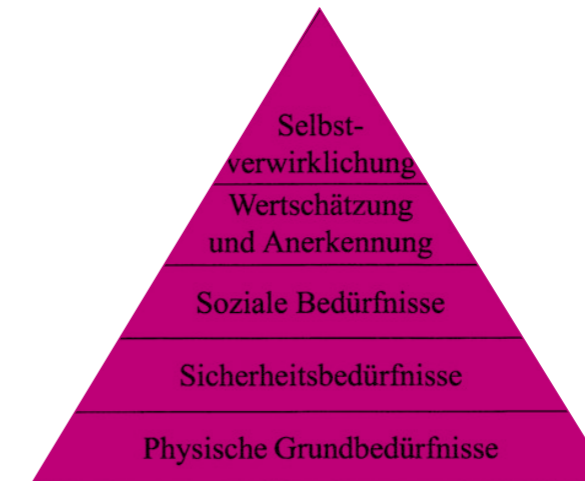 Selbst-
verwirklichung
Wertschätzung
und Anerkennung
Soziale Bedürfnisse
Sicherheitsbedürfnisse
Physische Grundbedürfnisse